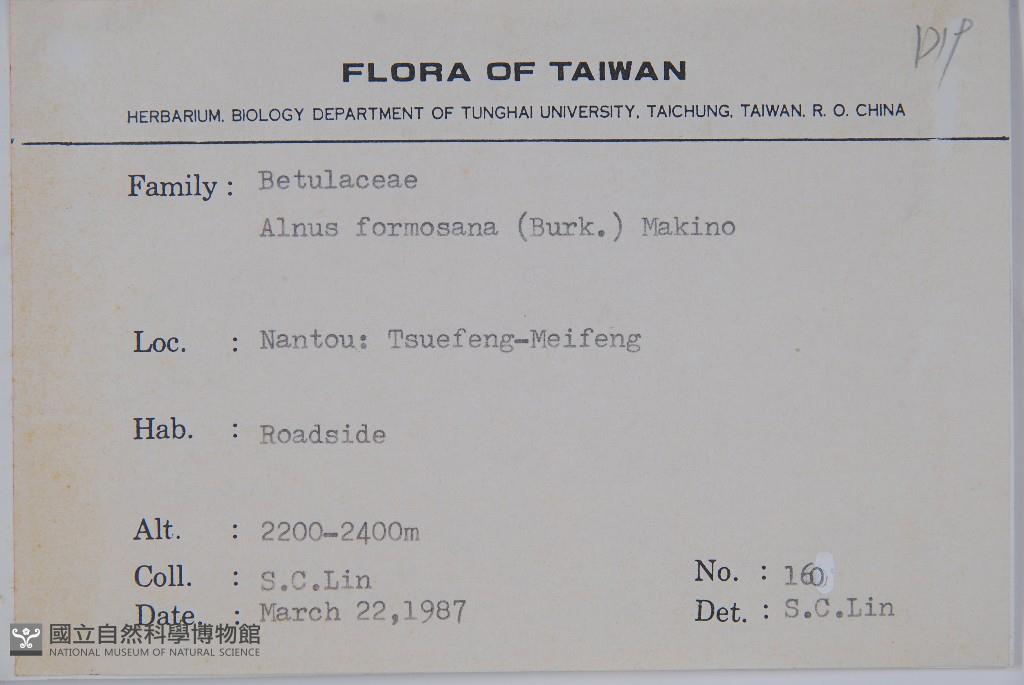 D19
FLORA OF TAIWAN
HERBARIUM. BIOLOGY DEPARTMENT OF TUNGHAI UNIVERSITY, TAICHUNG, TAIWAN. R. O. CHINA
Family : Betulaceae
Alnus formosana (Burk.) Makino
Loc. : Nantou: Tsuefeng-Meifeng
Hab. : Roadside
Alt. : 2200-2400m
Coll. : S.C.Lin No. : 160
Date. : March 22,1987 Det. : S.C.Lin
國立自然科學博物館
NATIONAL MUSEUM OF NATURAL SCIENCE